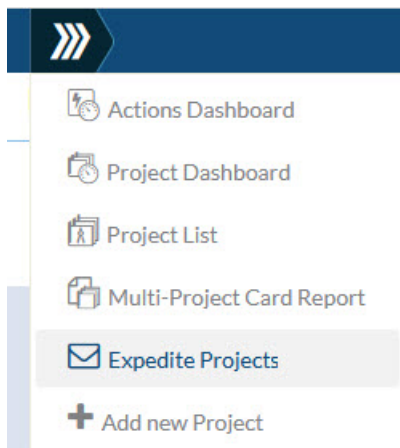 Actions Dashboard
Project Dashboard
Project List
Multi-Project Card Report
Expedite Projects
Add new Project